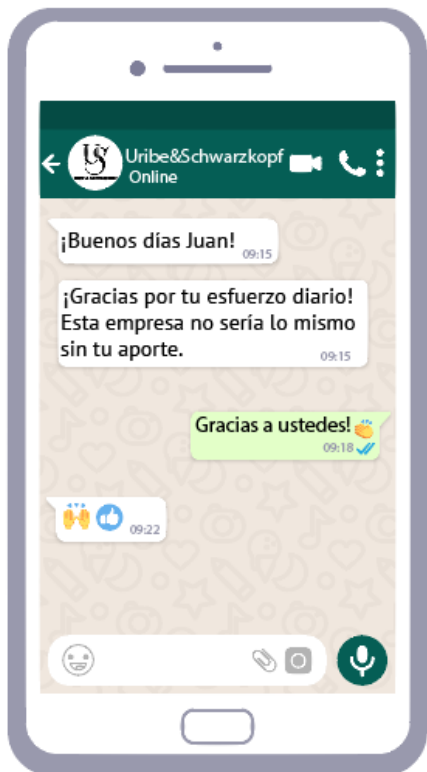 US
Uribe&Schwarzkopf
Online
¡Buenos días Juan!
09:15
¡Gracias por tu esfuerzo diario!
Esta empresa no sería lo mismo
sin tu aporte.
09:15
Gracias a ustedes!👏
09:18
🙌👍
09:22